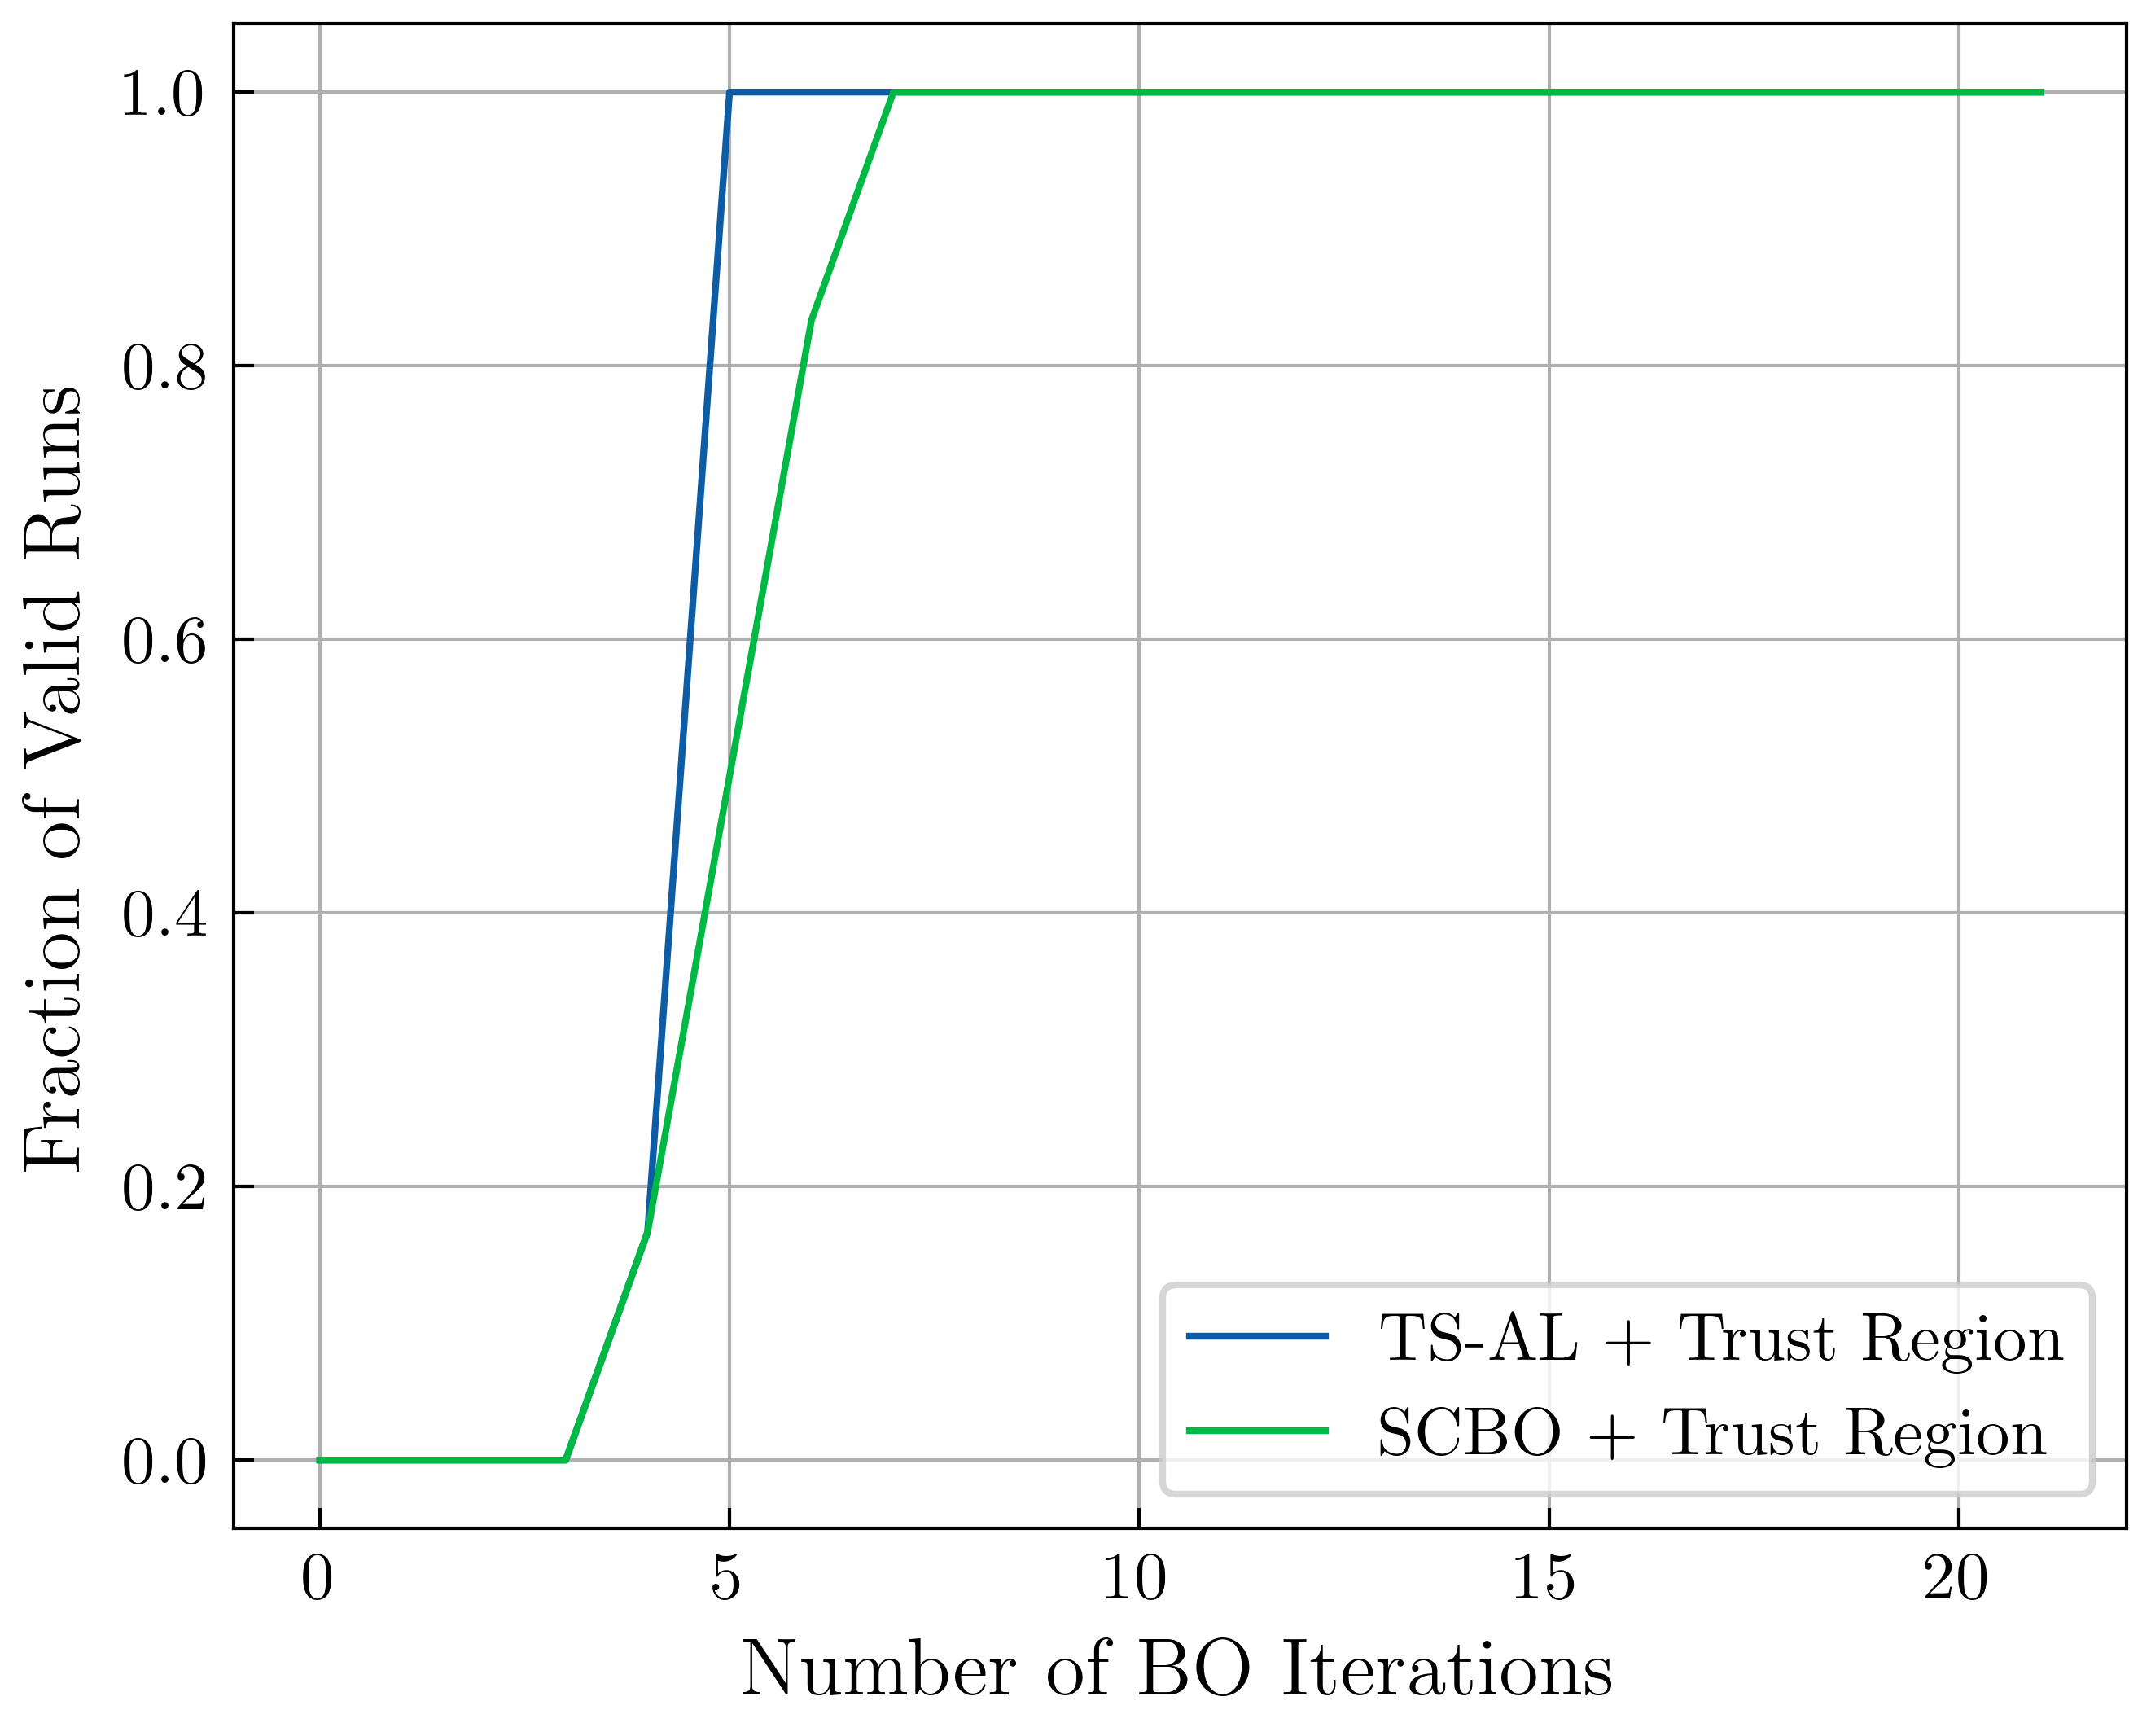 Fraction of Valid Runs
1.0
0.8
0.6
0.4
0.2
0.0
TS-AL + Trust Region
SCBO + Trust Region
0 5 10 15 20
Number of BO Iterations